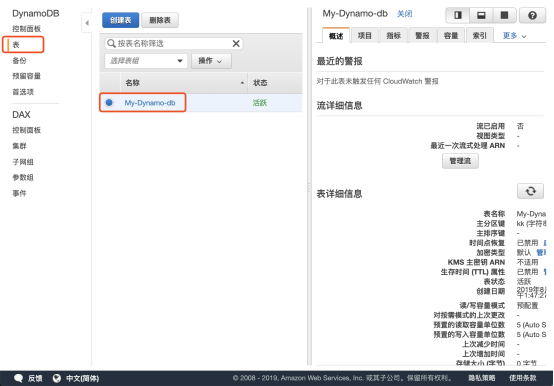 DynamoDB
控制面板
表
备份
预留容量
首选项
DAX
控制面板
集群
子网组
参数组
事件
创建表 删除表
按表名称筛选
选择表组 操作
名称 状态
My-Dynamo-db 活跃
My-Dynamo-db 关闭
概述 项目 指标 警报 容量 索引 更多
最近的警报
对于此表未触发任何 CloudWatch 警报
流详细信息
流已启用 否
视图类型 -
最近一次流式处理 ARN -
管理流
表详细信息
表名称 My-Dyna
主分区键 kk (字符串
主排序键 -
时间点恢复 已禁用
加密类型 默认 管理
KMS 主密钥 ARN 不适用
生存时间 (TTL) 属性 已禁用
表状态 活跃
创建日期 2019年8月
午1:47:27
读/写容量模式 预配置
对按需模式的上次更改 -
预置的读取容量单位数 5 (Auto S
预置的写入容量单位数 5 (Auto S
上次减少时间 -
上次增加时间 -
存储大小 (字节) 0 字节
反馈 中文(简体) © 2008 - 2019, Amazon Web Services, Inc. 或其子公司。保留所有权利。 隐私策略 使用条款